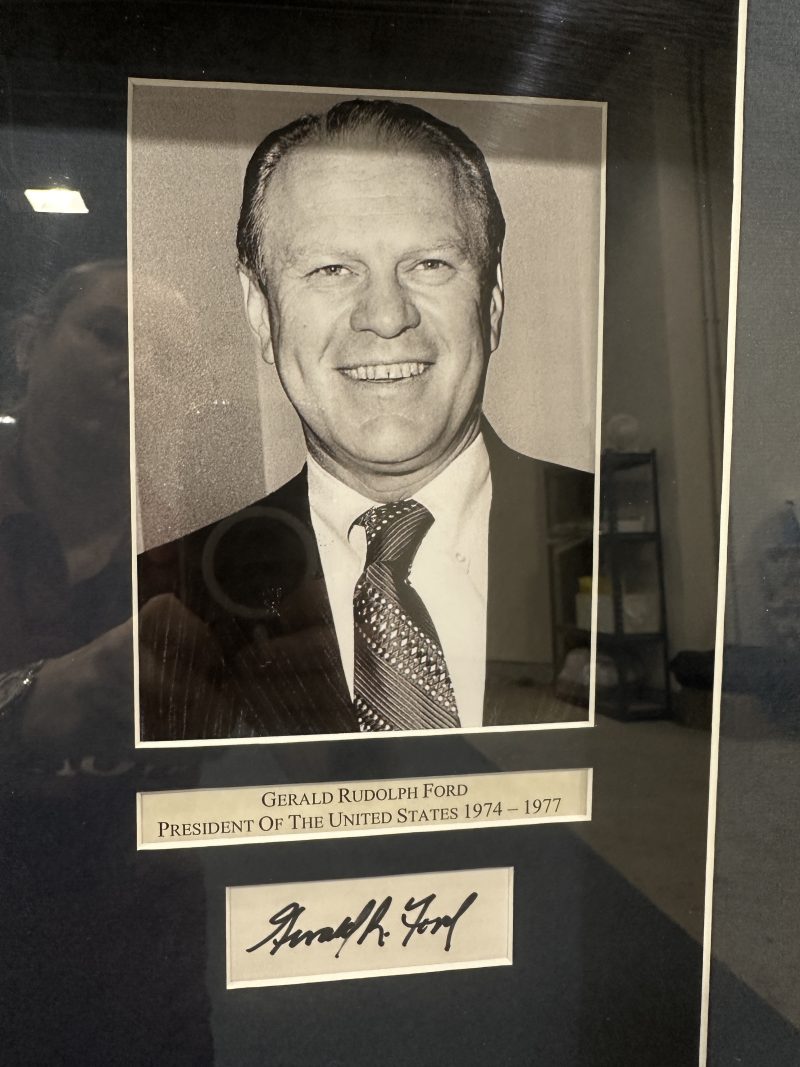 GERALD RUDOLPH FORD
PRESIDENT OF THE UNITED STATES 1974 – 1977
Gerald R. Ford